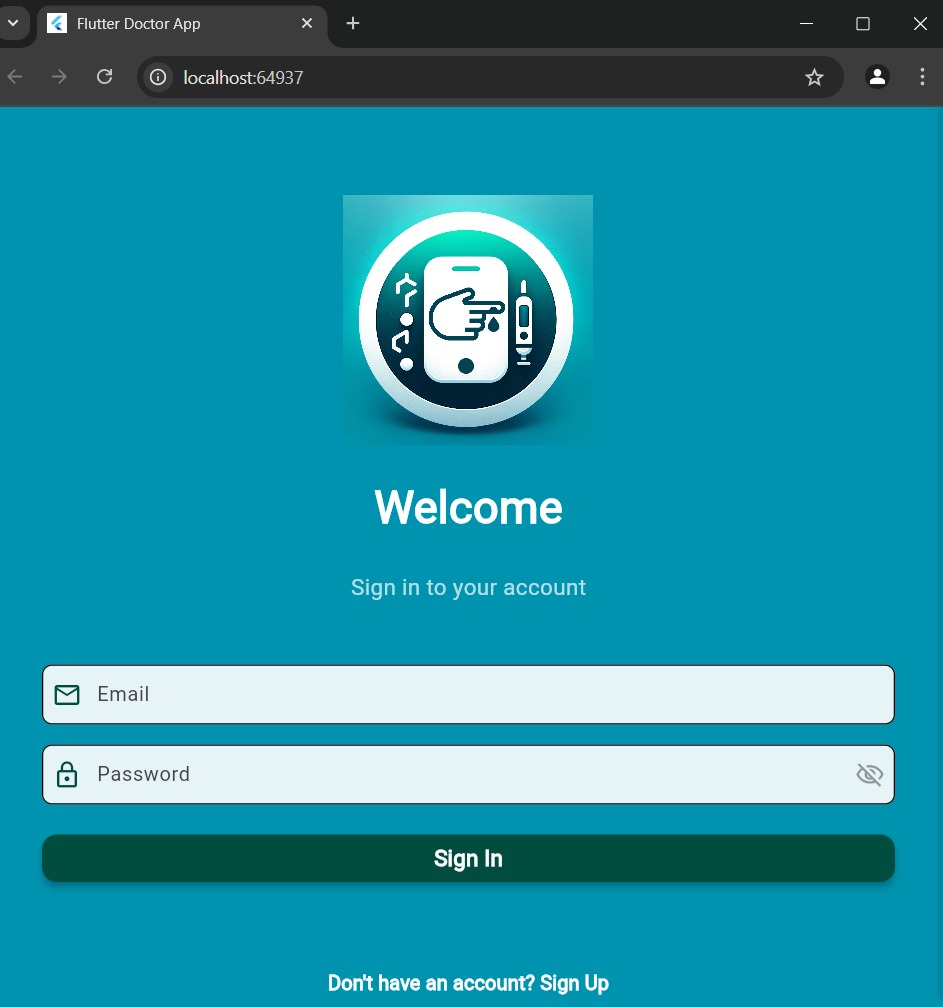 Flutter Doctor App
localhost:64937
Welcome
Sign in to your account
Email
Password
Sign In
Don't have an account? Sign Up